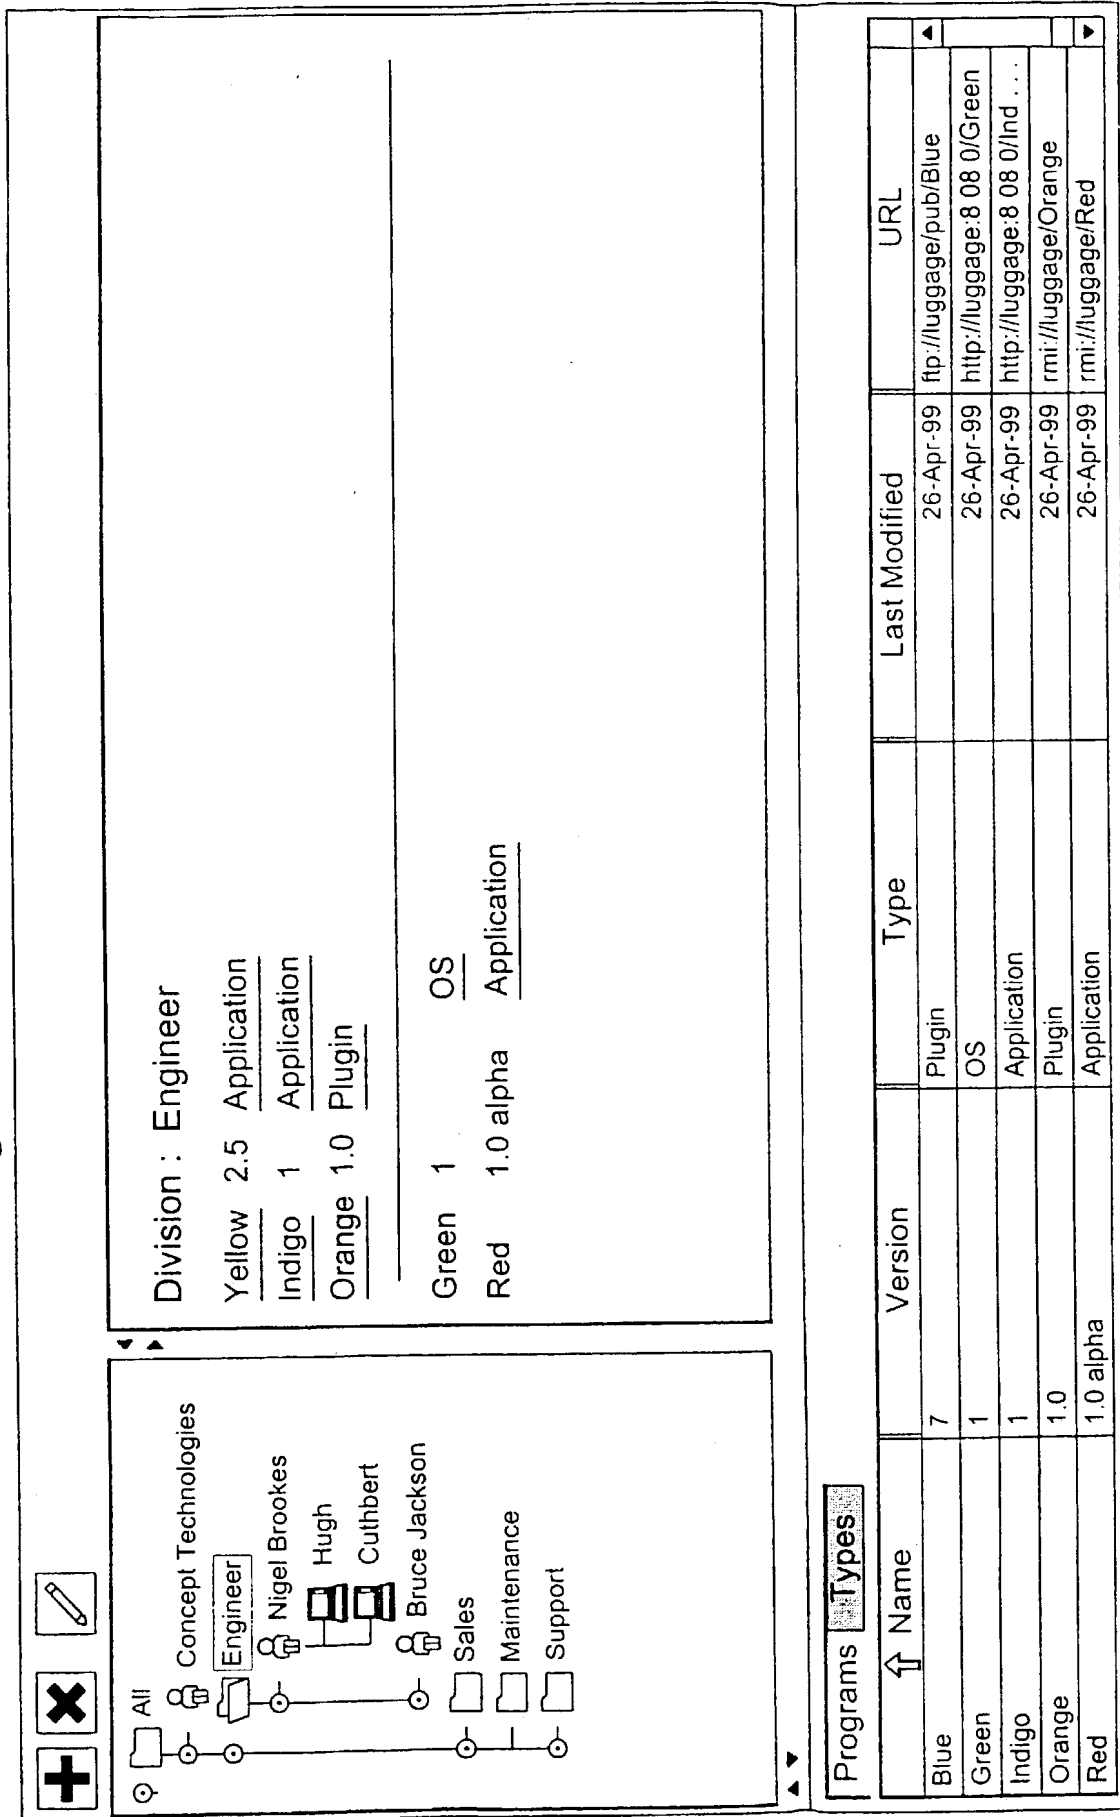 All
Concept Technologies
Engineer
Nigel Brookes
Hugh
Cuthbert
Bruce Jackson
Sales
Maintenance
Support
Division : Engineer
Yellow 2.5 Application
Indigo 1 Application
Orange 1.0 Plugin
Green 1 OS
Red 1.0 alpha Application
Programs Types
Name Version Type Last Modified URL
Blue 7 Plugin 26-Apr-99 ftp://luggage/pub/Blue
Green 1 OS 26-Apr-99 http://luggage:8 08 0/Green
Indigo 1 Application 26-Apr-99 http://luggage:8 08 0/Ind . . .
Orange 1.0 Plugin 26-Apr-99 rmi://luggage/Orange
Red 1.0 alpha Application 26-Apr-99 rmi://luggage/Red